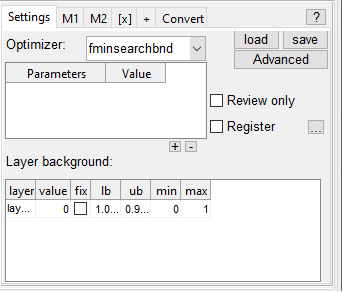 Settings M1 M2 [x] + Convert ?
Optimizer: fminsearchbnd load save
Advanced
Parameters Value
Review only
Register ...
+ -
Layer background:
layer value fix lb ub min max
lay... 0 1.0... 0.9... 0 1